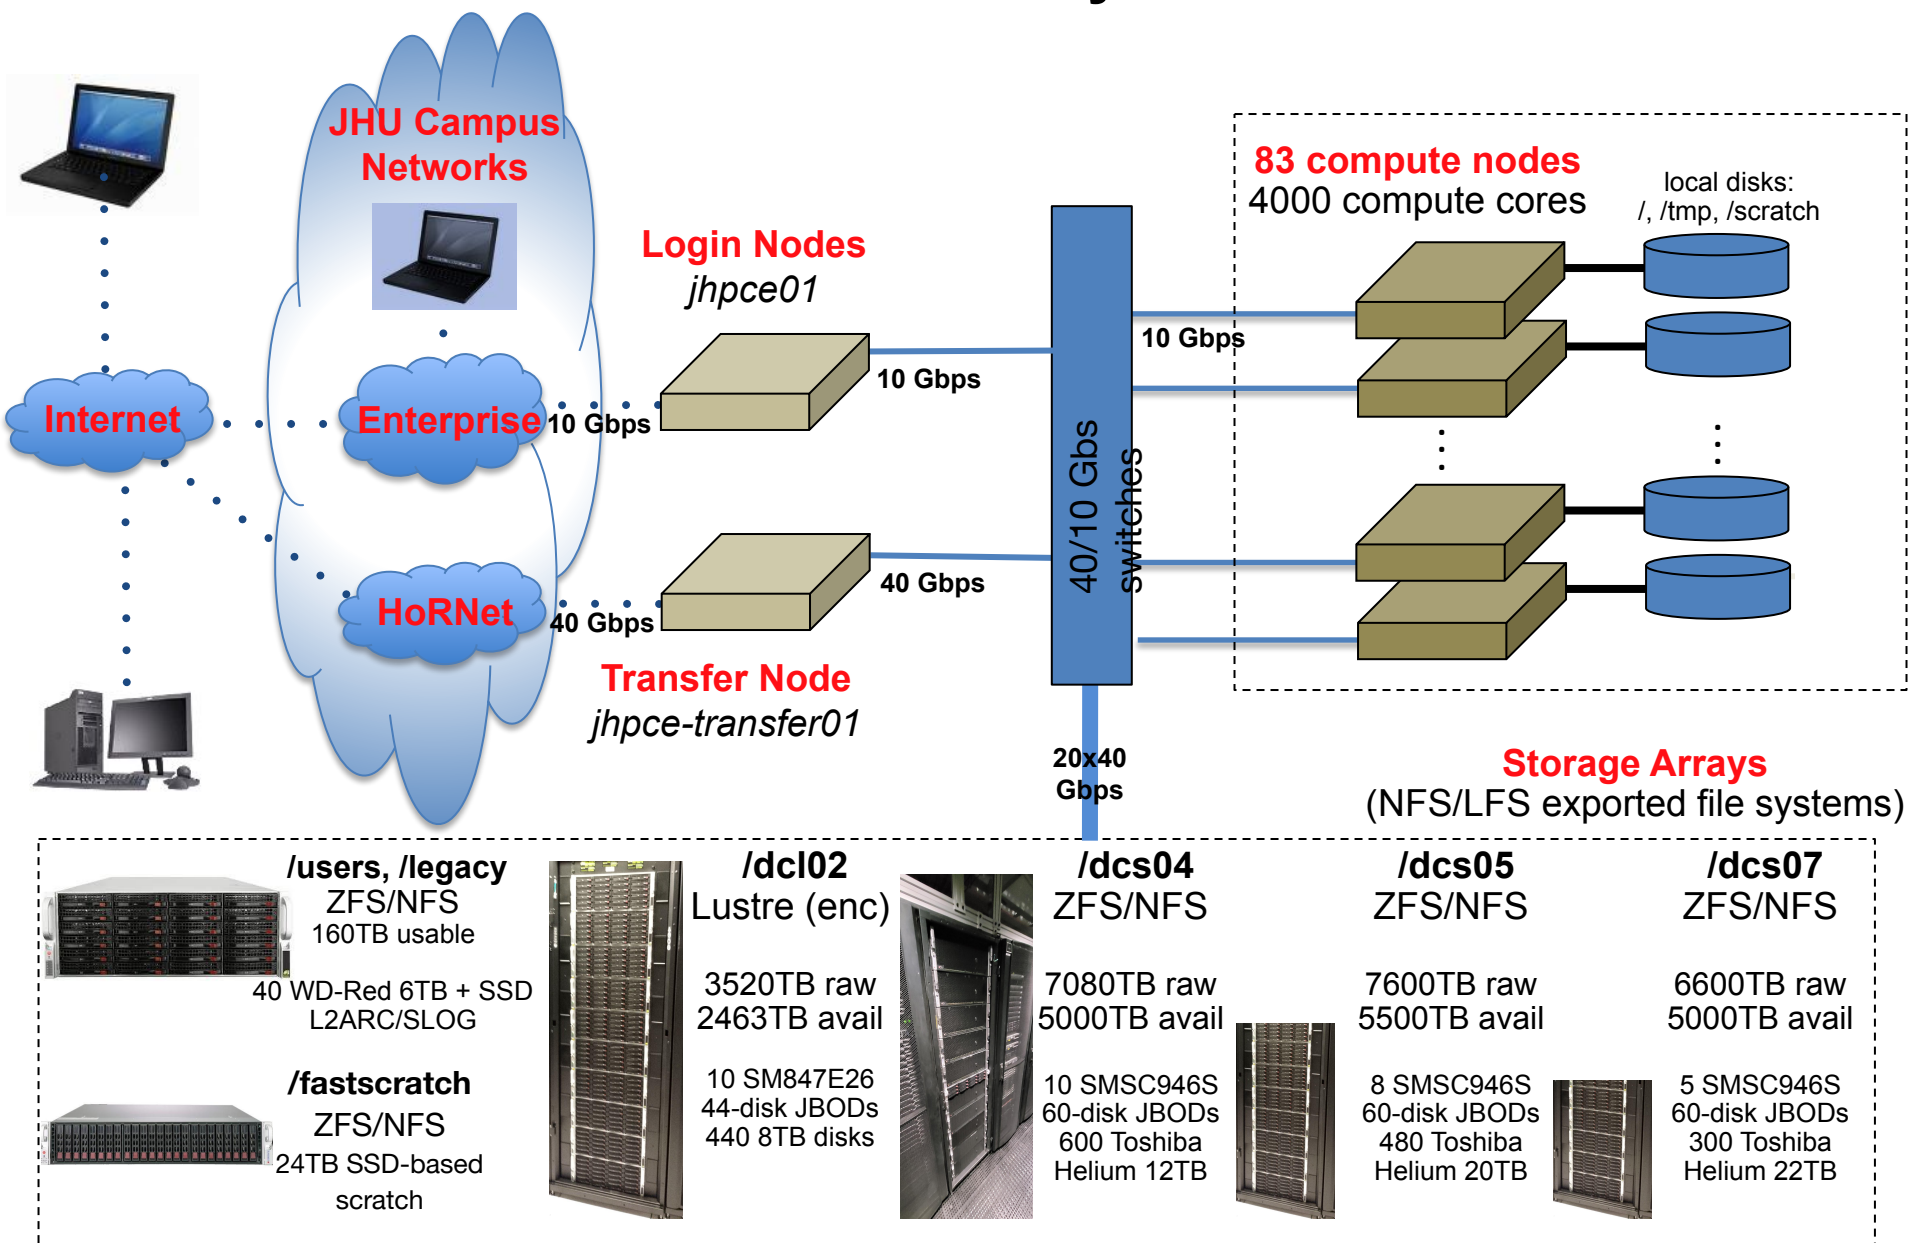 JHU Campus
Networks
83 compute nodes
4000 compute cores
local disks:
/, /tmp, /scratch
Login Nodes
jhpce01
10 Gbps
10 Gbps
Internet
Enterprise
10 Gbps
40/10 Gbs
switches
HoRNet
40 Gbps
40 Gbps
Transfer Node
jhpce-transfer01
20x40
Gbps
Storage Arrays
(NFS/LFS exported file systems)
/users, /legacy
ZFS/NFS
160TB usable
40 WD-Red 6TB + SSD
L2ARC/SLOG
/fastscratch
ZFS/NFS
24TB SSD-based
scratch
/dcl02
Lustre (enc)
3520TB raw
2463TB avail
10 SM847E26
44-disk JBODs
440 8TB disks
/dcs04
ZFS/NFS
7080TB raw
5000TB avail
10 SMSC946S
60-disk JBODs
600 Toshiba
Helium 12TB
/dcs05
ZFS/NFS
7600TB raw
5500TB avail
8 SMSC946S
60-disk JBODs
480 Toshiba
Helium 20TB
/dcs07
ZFS/NFS
6600TB raw
5000TB avail
5 SMSC946S
60-disk JBODs
300 Toshiba
Helium 22TB